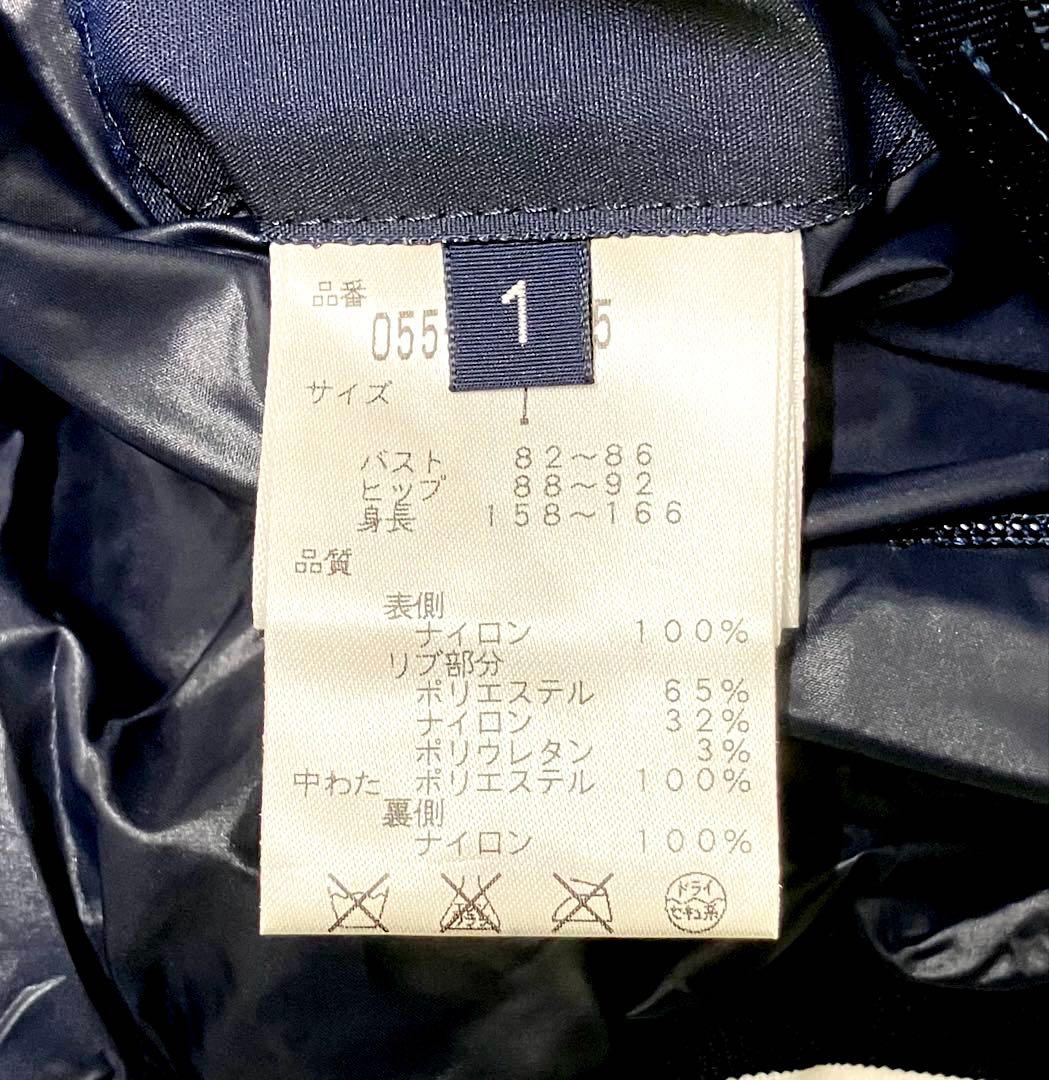 品番
055
1
5
サイズ
バスト 82~86
ヒップ 88~92
身長 158~166
品質
表側
ナイロン 100%
リブ部分
ポリエステル 65%
ナイロン 32%
ポリウレタン 3%
中わた ポリエステル 100%
裏側
ナイロン 100%
ドライ
セキュ系